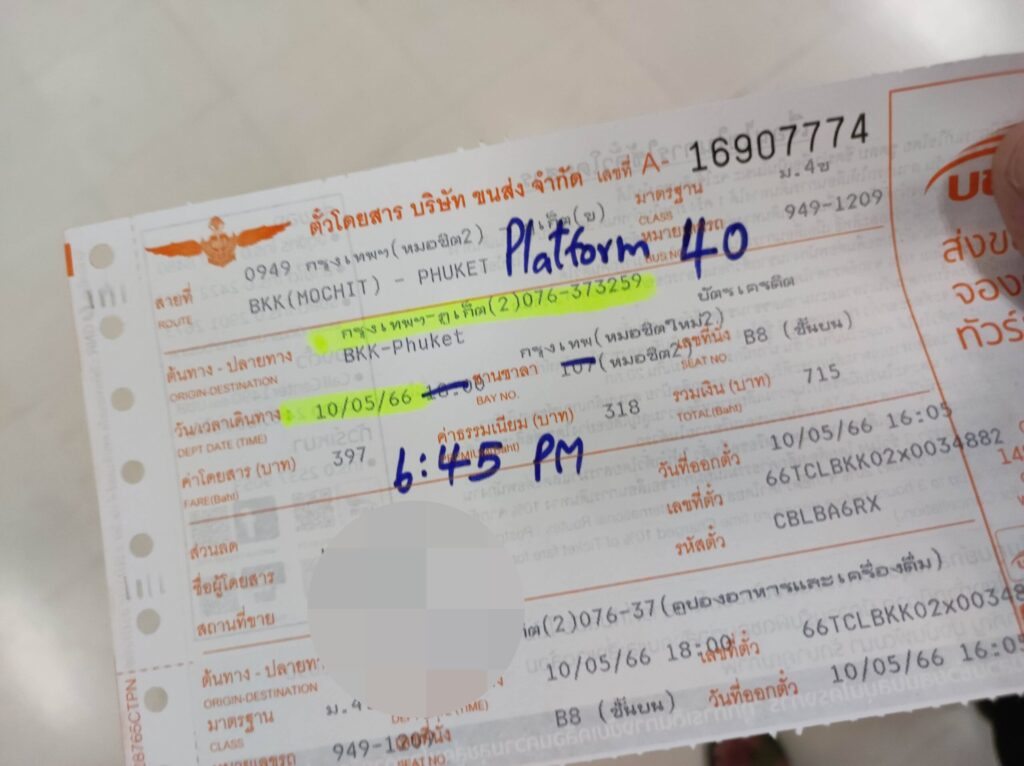 ตั๋วโดยสาร บริษัท ขนส่ง จำกัด เลขที่ A- 16907774
สายที่ 0949 กรุงเทพฯ(หมอชิต2) - มาตรฐาน ม.4ข
ROUTE BKK(MOCHIT) - PHUKET CLASS 949-1209
Platform 40
ต้นทาง - ปลายทาง กรุงเทพฯ-ภูเก็ต(2)076-373259 บัตรเครดิต
ORIGIN-DESTINATION BKK-Phuket กรุงเทพ(หมอชิตใหม่2)
วัน/เวลาเดินทาง 10/05/66 18:00 ชานชาลา 107(หมอชิต2) เลขที่นั่ง B8 (ชั้นบน)
DEPT DATE (TIME) BAY NO. SEAT NO.
6:45 PM
ค่าโดยสาร (บาท) 397 ค่าธรรมเนียม (บาท) 318 รวมเงิน (บาท) 715
FARE(Baht) TOTAL(Baht)
ส่วนลด วันที่ออกตั๋ว 10/05/66 16:05
ชื่อผู้โดยสาร เลขที่ตั๋ว 66TCLBKK02x0034882
สถานที่ขาย รหัสตั๋ว CBLBA6RX
ต้นทาง - ปลายทาง (2)076-37(คูปองอาหารและเครื่องดื่ม)
ORIGIN-DESTINATION 10/05/66 18:00 เลขที่ตั๋ว 66TCLBKK02x00348
มาตรฐาน ม.4
CLASS B8 (ชั้นบน) วันที่ออกตั๋ว 10/05/66 16:05
949-1209 เลขที่นั่ง
SEAT NO.
บขส
ส่งข
จอง
ทัวร์
18765CTPN